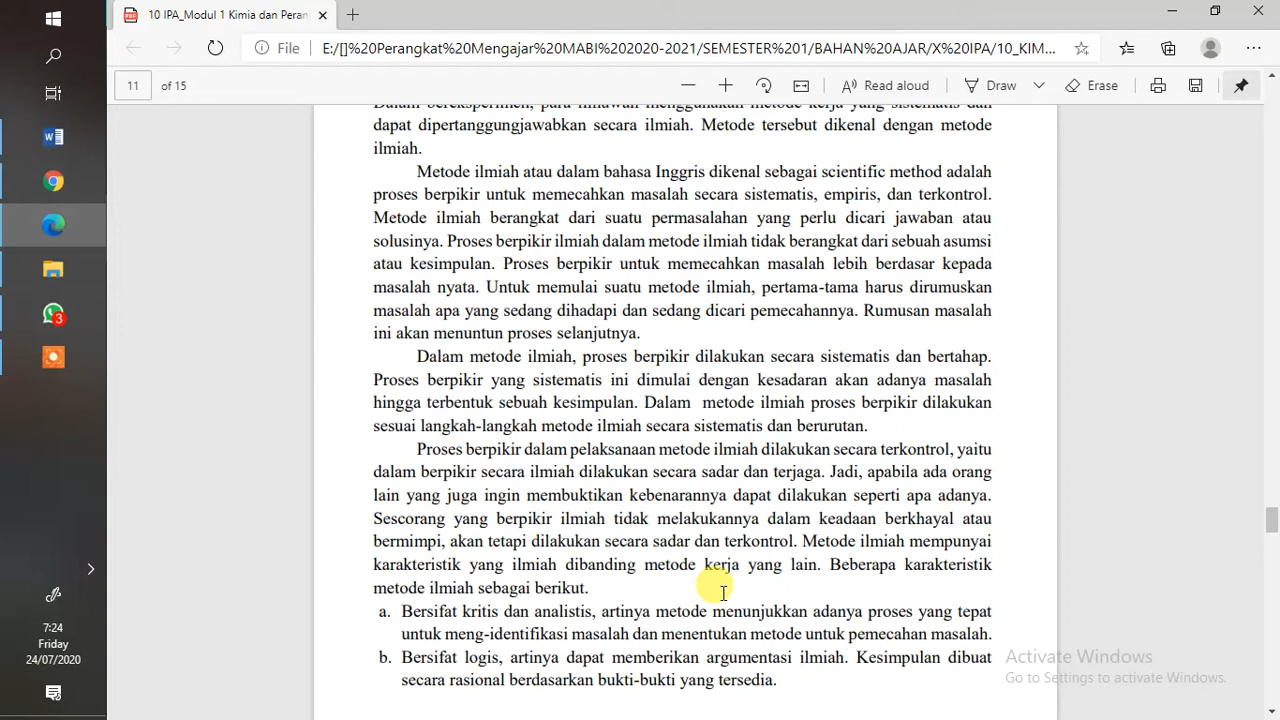 10 IPA_Modul 1 Kimia dan Peran
File
E:/[]%20Perangkat%20Mengajar%20MABI%202020-2021/SEMESTER%201/BAHAN%20AJAR/X%20IPA/10_KIM...
11 of 15
Read aloud
Draw
Erase
Dalam bereksperimen, para ilmuwan menggunakan metode kerja yang sistematis dan
dapat dipertanggungjawabkan secara ilmiah. Metode tersebut dikenal dengan metode
ilmiah.
Metode ilmiah atau dalam bahasa Inggris dikenal sebagai scientific method adalah
proses berpikir untuk memecahkan masalah secara sistematis, empiris, dan terkontrol.
Metode ilmiah berangkat dari suatu permasalahan yang perlu dicari jawaban atau
solusinya. Proses berpikir ilmiah dalam metode ilmiah tidak berangkat dari sebuah asumsi
atau kesimpulan. Proses berpikir untuk memecahkan masalah lebih berdasar kepada
masalah nyata. Untuk memulai suatu metode ilmiah, pertama-tama harus dirumuskan
masalah apa yang sedang dihadapi dan sedang dicari pemecahannya. Rumusan masalah
ini akan menuntun proses selanjutnya.
Dalam metode ilmiah, proses berpikir dilakukan secara sistematis dan bertahap.
Proses berpikir yang sistematis ini dimulai dengan kesadaran akan adanya masalah
hingga terbentuk sebuah kesimpulan. Dalam metode ilmiah proses berpikir dilakukan
sesuai langkah-langkah metode ilmiah secara sistematis dan berurutan.
Proses berpikir dalam pelaksanaan metode ilmiah dilakukan secara terkontrol, yaitu
dalam berpikir secara ilmiah dilakukan secara sadar dan terjaga. Jadi, apabila ada orang
lain yang juga ingin membuktikan kebenarannya dapat dilakukan seperti apa adanya.
Sescorang yang berpikir ilmiah tidak melakukannya dalam keadaan berkhayal atau
bermimpi, akan tetapi dilakukan secara sadar dan terkontrol. Metode ilmiah mempunyai
karakteristik yang ilmiah dibanding metode kerja yang lain. Beberapa karakteristik
metode ilmiah sebagai berikut.
a. Bersifat kritis dan analistis, artinya metode menunjukkan adanya proses yang tepat
untuk meng-identifikasi masalah dan menentukan metode untuk pemecahan masalah.
b. Bersifat logis, artinya dapat memberikan argumentasi ilmiah. Kesimpulan dibuat
secara rasional berdasarkan bukti-bukti yang tersedia.
Activate Windows
Go to Settings to activate Windows.
3
7:24
Friday
24/07/2020